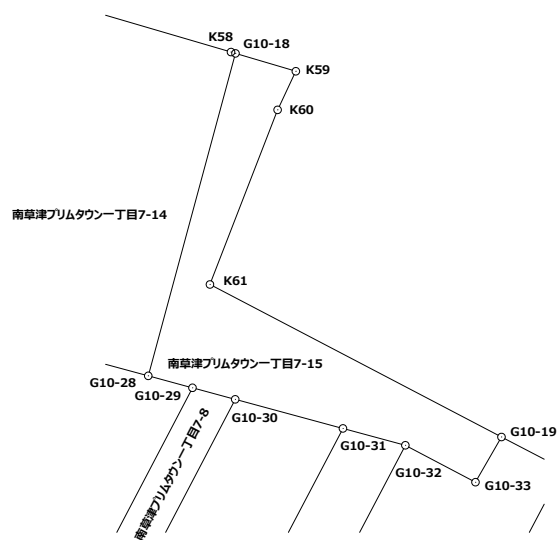 K58
G10-18
K59
K60
南草津プリムタウン一丁目7-14
K61
南草津プリムタウン一丁目7-15
G10-28
G10-29
G10-30
南草津プリムタウン一丁目7-8
G10-31
G10-19
G10-32
G10-33